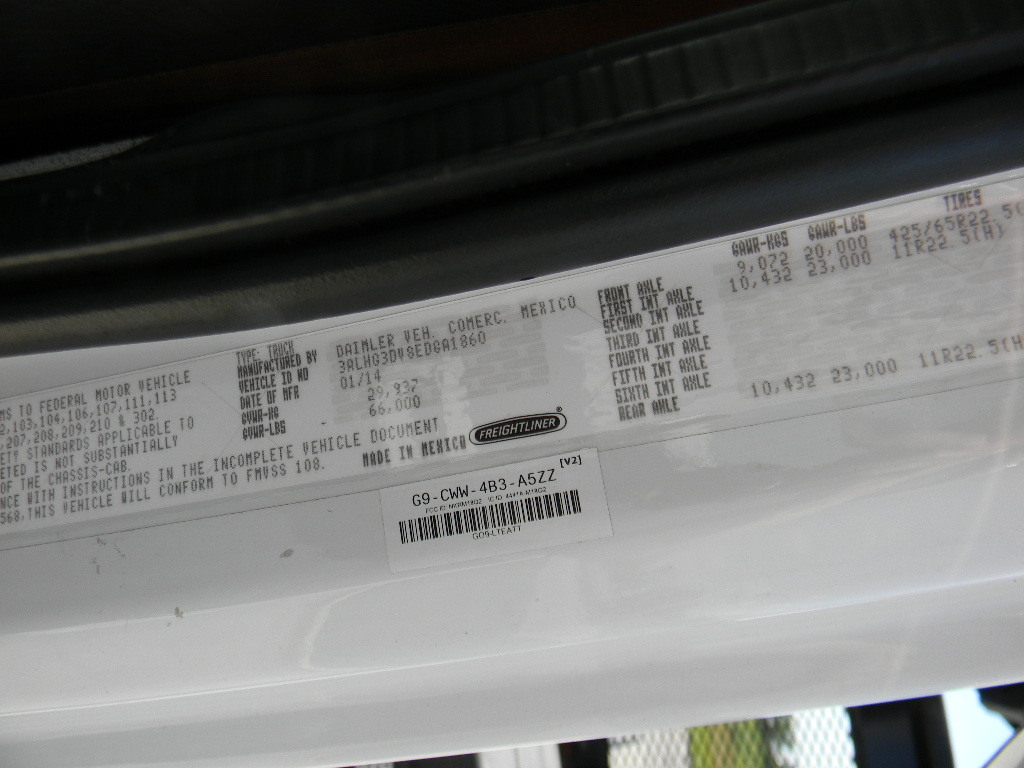 MS TO FEDERAL MOTOR VEHICLE
2,103,104,106,107,111,113
,207,208,209,210 & 302
ETY STANDARDS APPLICABLE TO
ETED IS NOT SUBSTANTIALLY
OF THE CHASSIS-CAB.
NCE WITH INSTRUCTIONS IN THE INCOMPLETE VEHICLE DOCUMENT
568,THIS VEHICLE WILL CONFORM TO FMVSS 108.
TYPE: TRUCK
MANUFACTURED BY DAIMLER VEH. COMERC. MEXICO
VEHICLE ID NO 3ALHG3DV8EDGA1860
DATE OF MFR 01/14
GVWR-KG 29,937
GVWR-LBS 66,000
MADE IN MEXICO
FREIGHTLINER
GAWR-KGS GAWR-LBS TIRES
FRONT AXLE 9,072 20,000 425/65R22.5(
FIRST INT AXLE 10,432 23,000 11R22.5(H)
SECOND INT AXLE
THIRD INT AXLE
FOURTH INT AXLE
FIFTH INT AXLE
SIXTH INT AXLE
REAR AXLE 10,432 23,000 11R22.5(H
[V2]
G9-CWW-4B3-A5ZZ
GO9-LTEA77